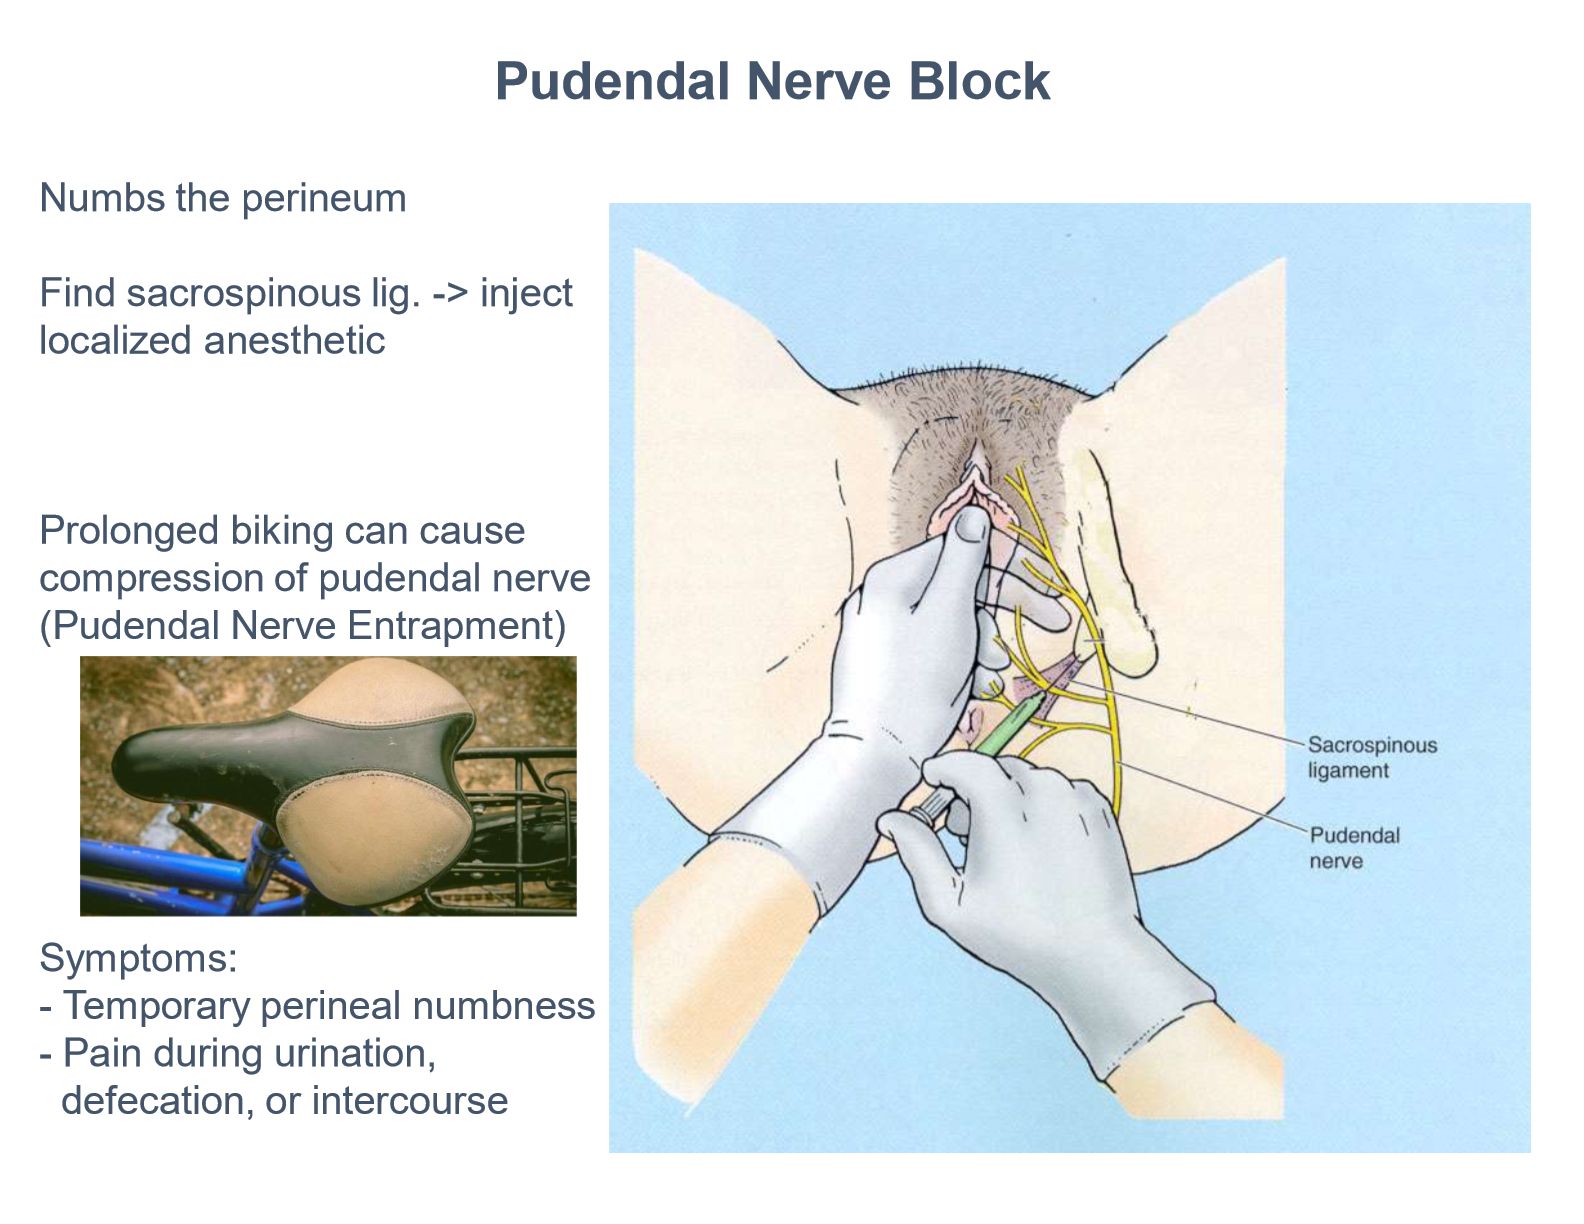 Pudendal Nerve Block
Numbs the perineum
Find sacrospinous lig. -> inject
localized anesthetic
Prolonged biking can cause
compression of pudendal nerve
(Pudendal Nerve Entrapment)
Symptoms:
- Temporary perineal numbness
- Pain during urination,
defecation, or intercourse
Sacrospinous
ligament
Pudendal
nerve